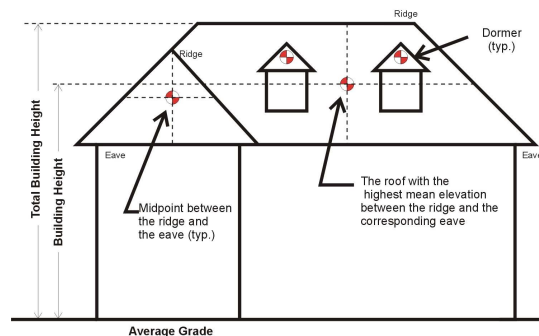 Ridge
Dormer
(typ.)
Ridge
Eave
Eave
Total Building Height
Building Height
Midpoint between
the ridge and
the eave (typ.)
The roof with the
highest mean elevation
between the ridge and the
corresponding eave
Average Grade